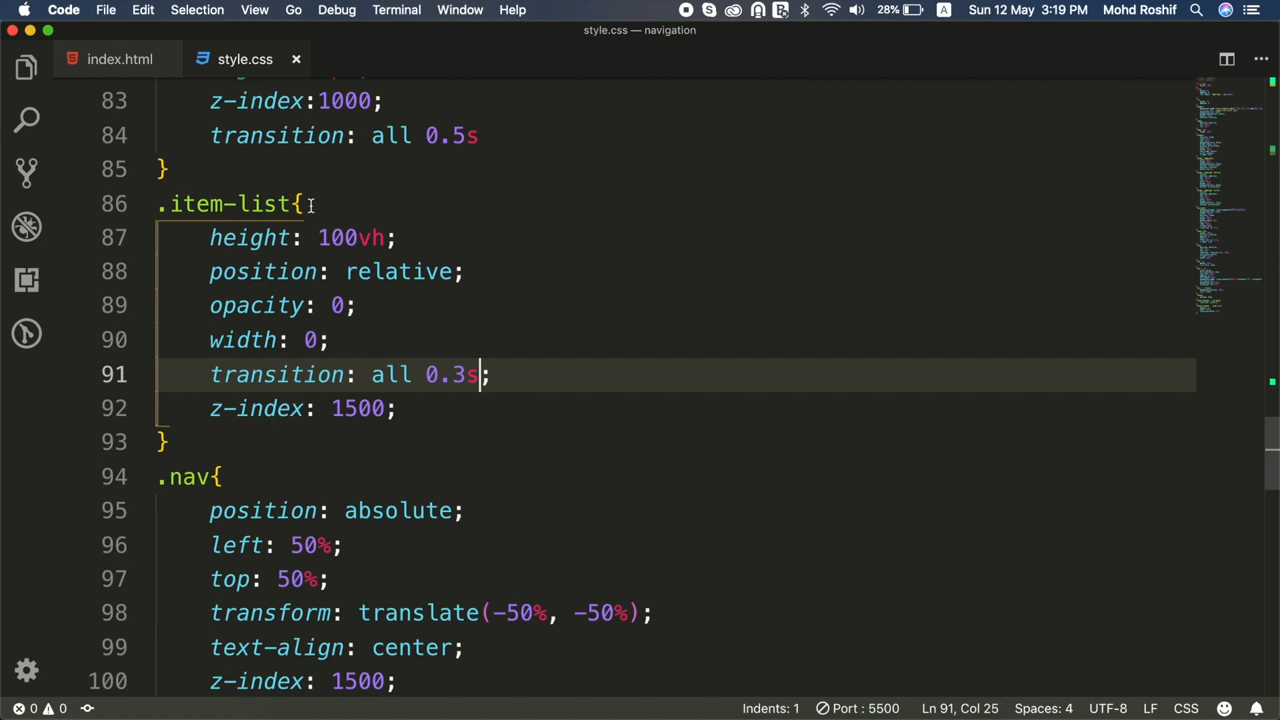 Code File Edit Selection View Go Debug Terminal Window Help 28% A Sun 12 May 3:19 PM Mohd Roshif
style.css — navigation
index.html style.css ×
83 z-index:1000;
84 transition: all 0.5s
85 }
86 .item-list{
87 height: 100vh;
88 position: relative;
89 opacity: 0;
90 width: 0;
91 transition: all 0.3s;
92 z-index: 1500;
93 }
94 .nav{
95 position: absolute;
96 left: 50%;
97 top: 50%;
98 transform: translate(-50%, -50%);
99 text-align: center;
100 z-index: 1500;
0 0 Indents: 1 Port : 5500 Ln 91, Col 25 Spaces: 4 UTF-8 LF CSS